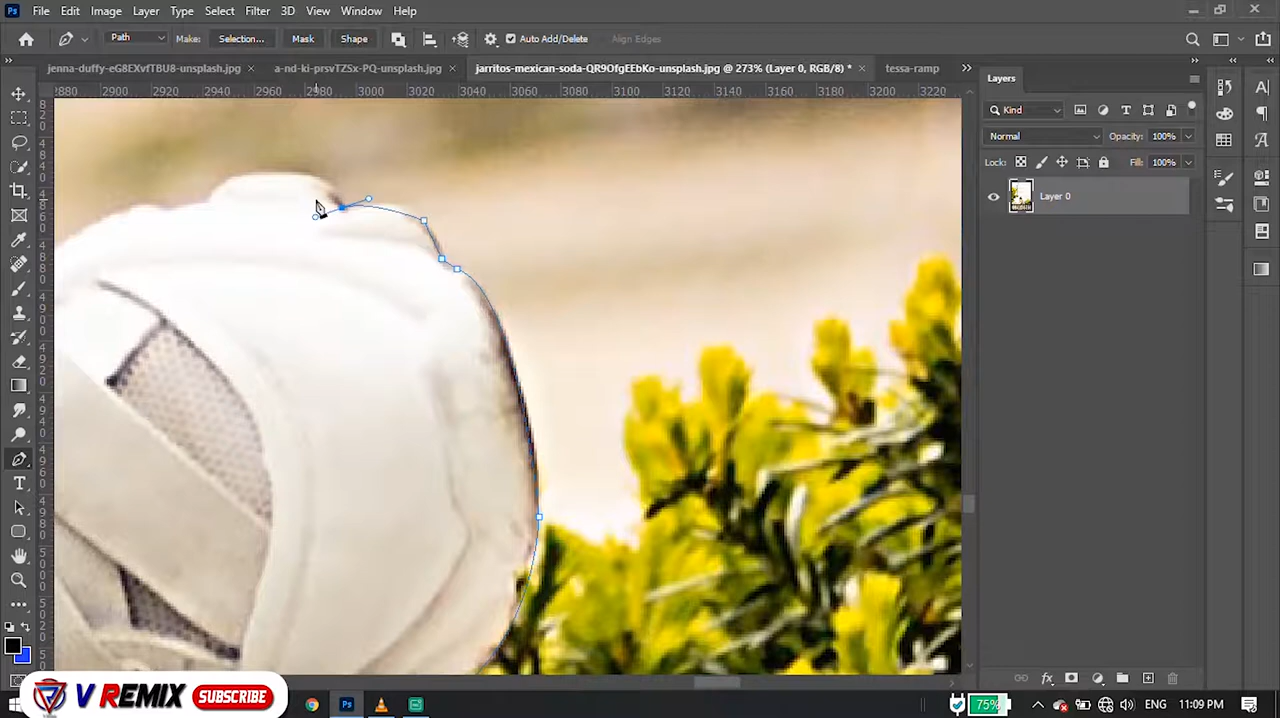 Ps File Edit Image Layer Type Select Filter 3D View Window Help
Path Make: Selection... Mask Shape Auto Add/Delete Align Edges
jenna-duffy-eG8EXvfTBU8-unsplash.jpg × a-nd-ki-prsvTZSx-PQ-unsplash.jpg × jarritos-mexican-soda-QR9OfgEEbKo-unsplash.jpg @ 273% (Layer 0, RGB/8) * × tessa-ramp
2880 2900 2920 2940 2960 2980 3000 3020 3040 3060 3080 3100 3120 3140 3160 3180 3200 3220
Layers
Kind
Normal Opacity: 100%
Lock: Fill: 100%
Layer 0
V REMIX SUBSCRIBE
Ps 75% ENG 11:09 PM